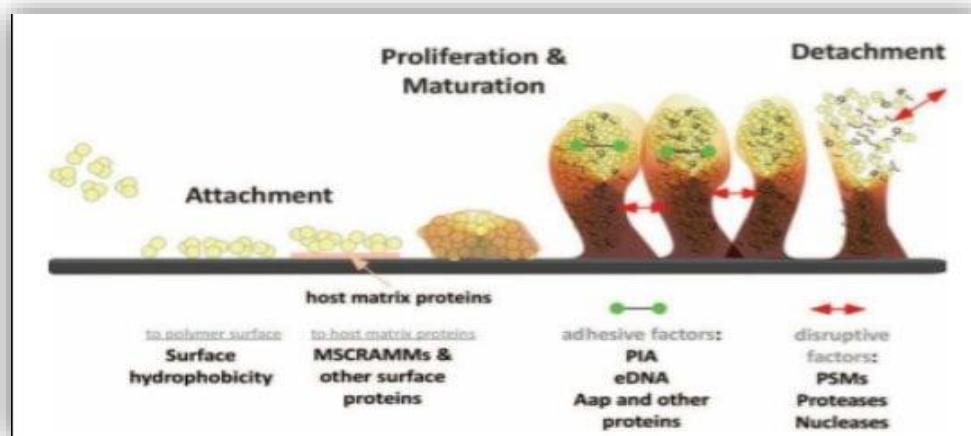 Proliferation &
Maturation
Detachment
Attachment
host matrix proteins
to polymer surface
Surface
hydrophobicity
to host matrix proteins
MSCRAMMs &
other surface
proteins
adhesive factors:
PIA
eDNA
Aap and other
proteins
disruptive
factors:
PSMs
Proteases
Nucleases